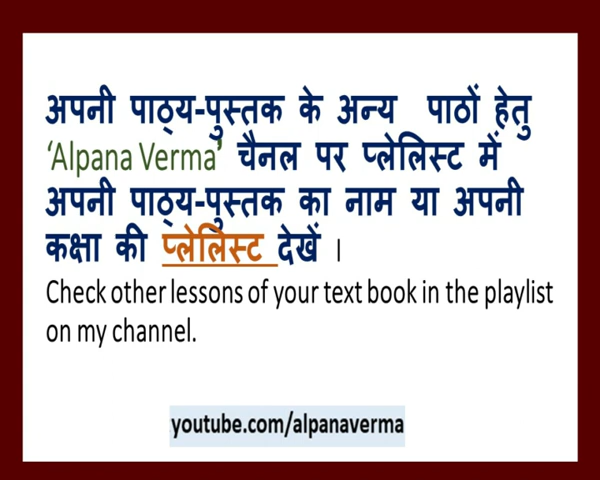 अपनी पाठ्य-पुस्तक के अन्य पाठों हेतु
‘Alpana Verma’ चैनल पर प्लेलिस्ट में
अपनी पाठ्य-पुस्तक का नाम या अपनी
कक्षा की प्लेलिस्ट देखें ।
Check other lessons of your text book in the playlist
on my channel.
youtube.com/alpanaverma